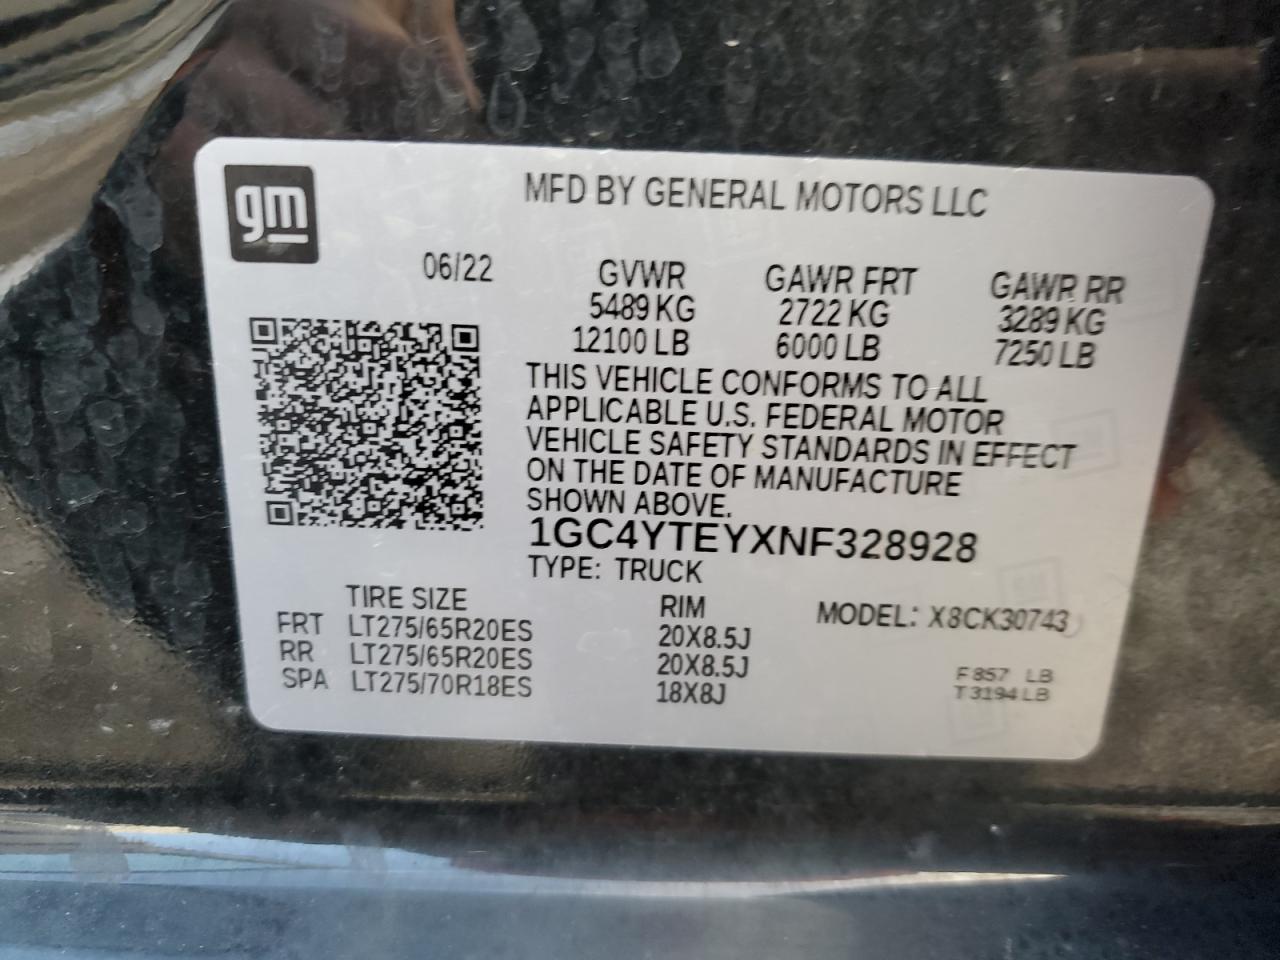 gm
MFD BY GENERAL MOTORS LLC
06/22 GVWR GAWR FRT GAWR RR
5489 KG 2722 KG 3289 KG
12100 LB 6000 LB 7250 LB
THIS VEHICLE CONFORMS TO ALL
APPLICABLE U.S. FEDERAL MOTOR
VEHICLE SAFETY STANDARDS IN EFFECT
ON THE DATE OF MANUFACTURE
SHOWN ABOVE.
1GC4YTEYXNF328928
TYPE: TRUCK
TIRE SIZE RIM MODEL: X8CK30743
FRT LT275/65R20ES 20X8.5J
RR LT275/65R20ES 20X8.5J
SPA LT275/70R18ES 18X8J
F 857 LB
T 3194 LB